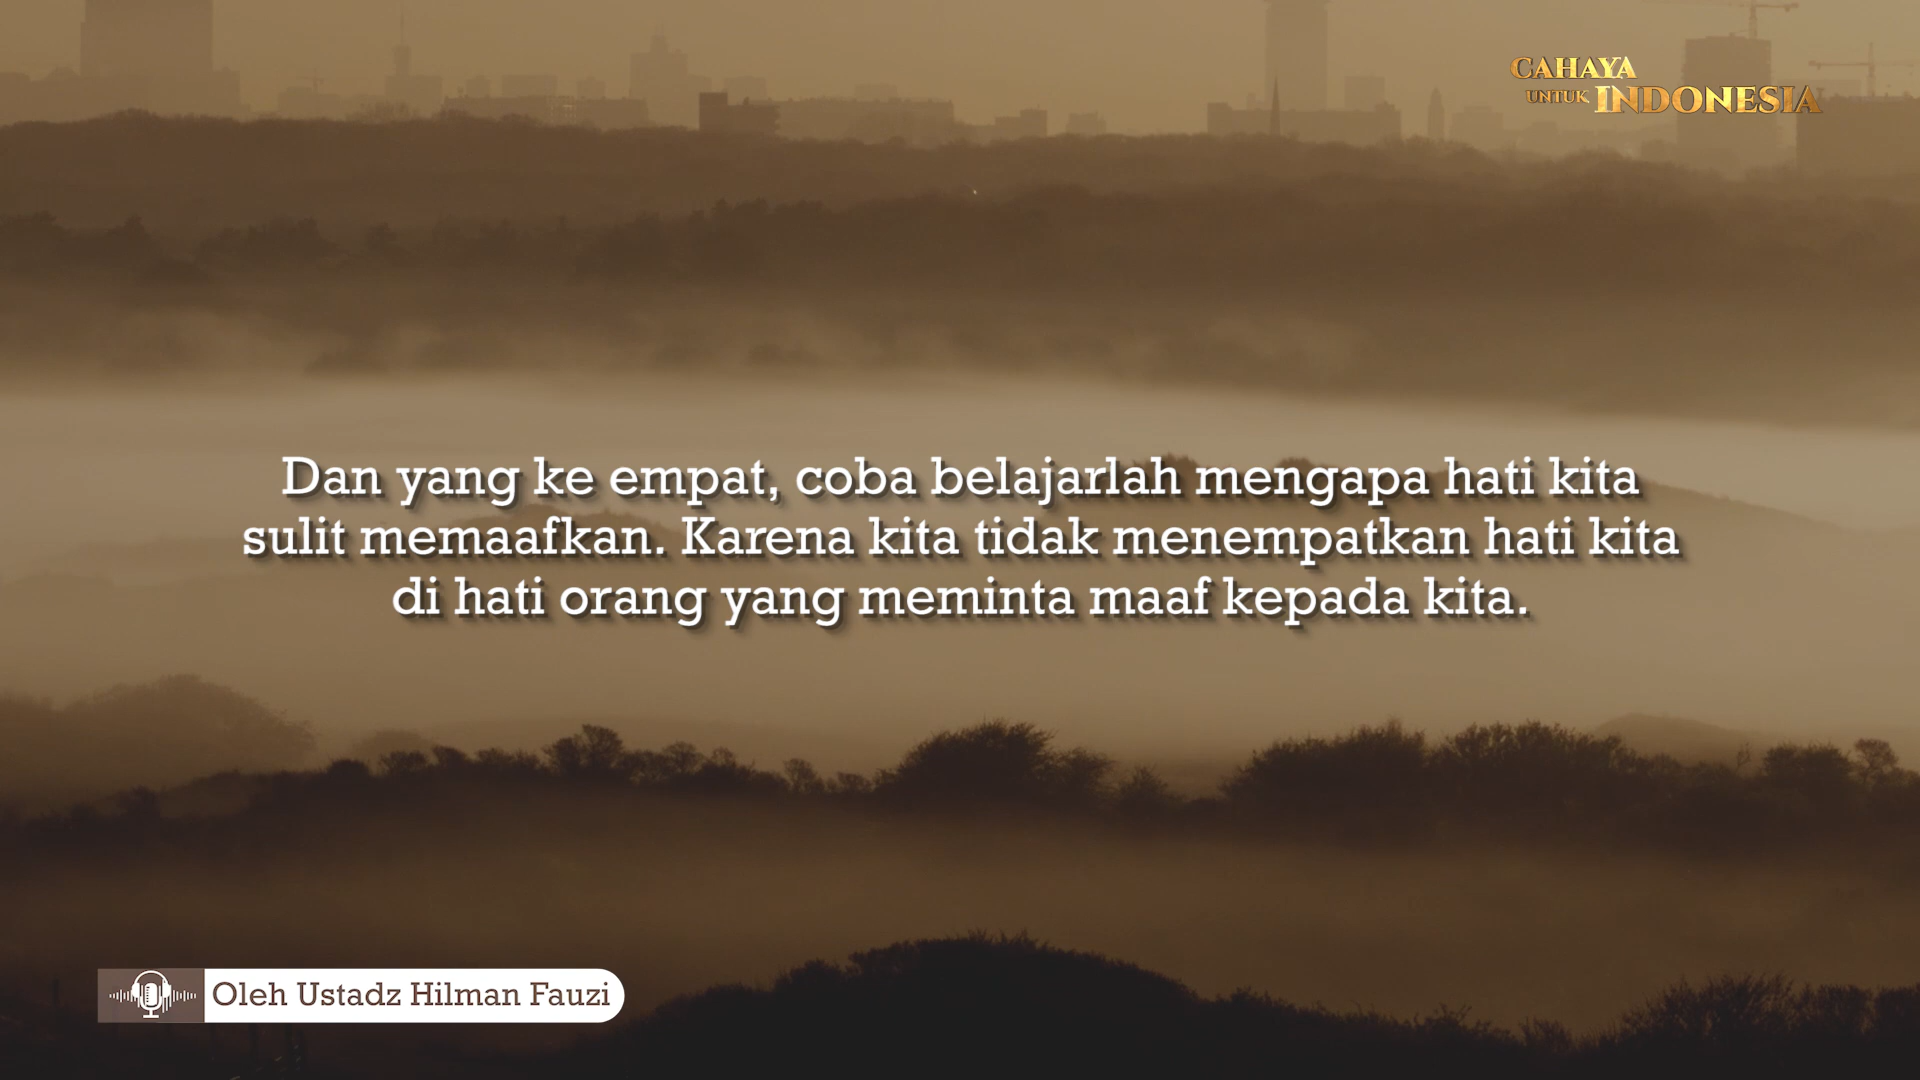 CAHAYA
UNTUK INDONESIA
Dan yang ke empat, coba belajarlah mengapa hati kita
sulit memaafkan. Karena kita tidak menempatkan hati kita
di hati orang yang meminta maaf kepada kita.
Oleh Ustadz Hilman Fauzi